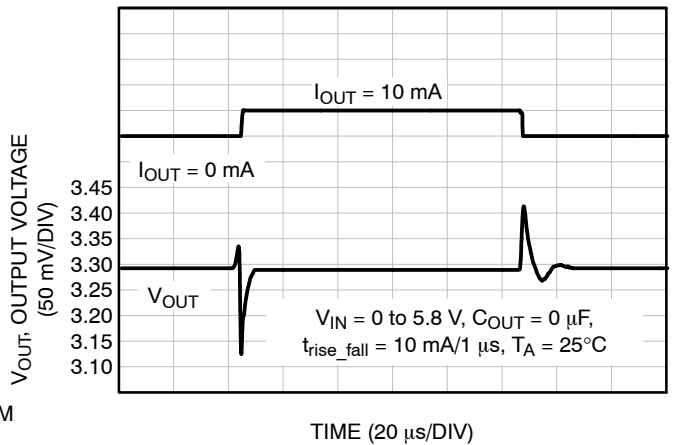 I_OUT = 10 mA
I_OUT = 0 mA
V_OUT, OUTPUT VOLTAGE
(50 mV/DIV)
3.45
3.40
3.35
3.30
3.25
3.20
3.15
3.10
V_OUT
V_IN = 0 to 5.8 V, C_OUT = 0 μF,
t_rise_fall = 10 mA/1 μs, T_A = 25°C
M
TIME (20 μs/DIV)